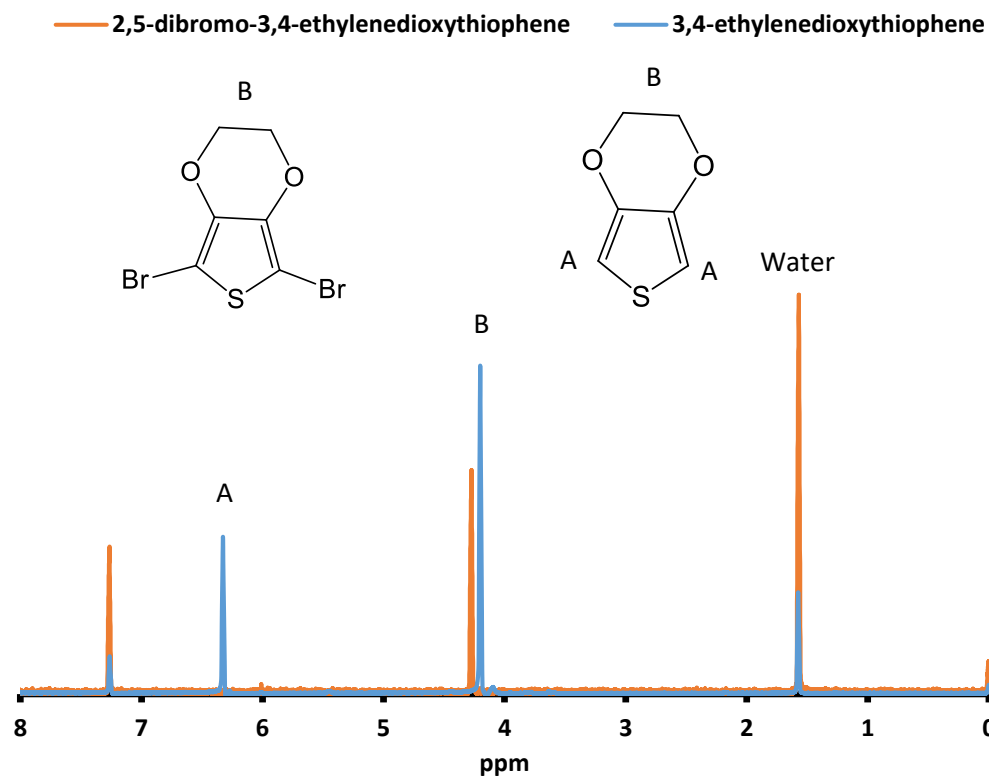 2,5-dibromo-3,4-ethylenedioxythiophene 3,4-ethylenedioxythiophene
B B
O O O O
Br S Br A S A
Water
B
A
8 7 6 5 4 3 2 1 0
ppm